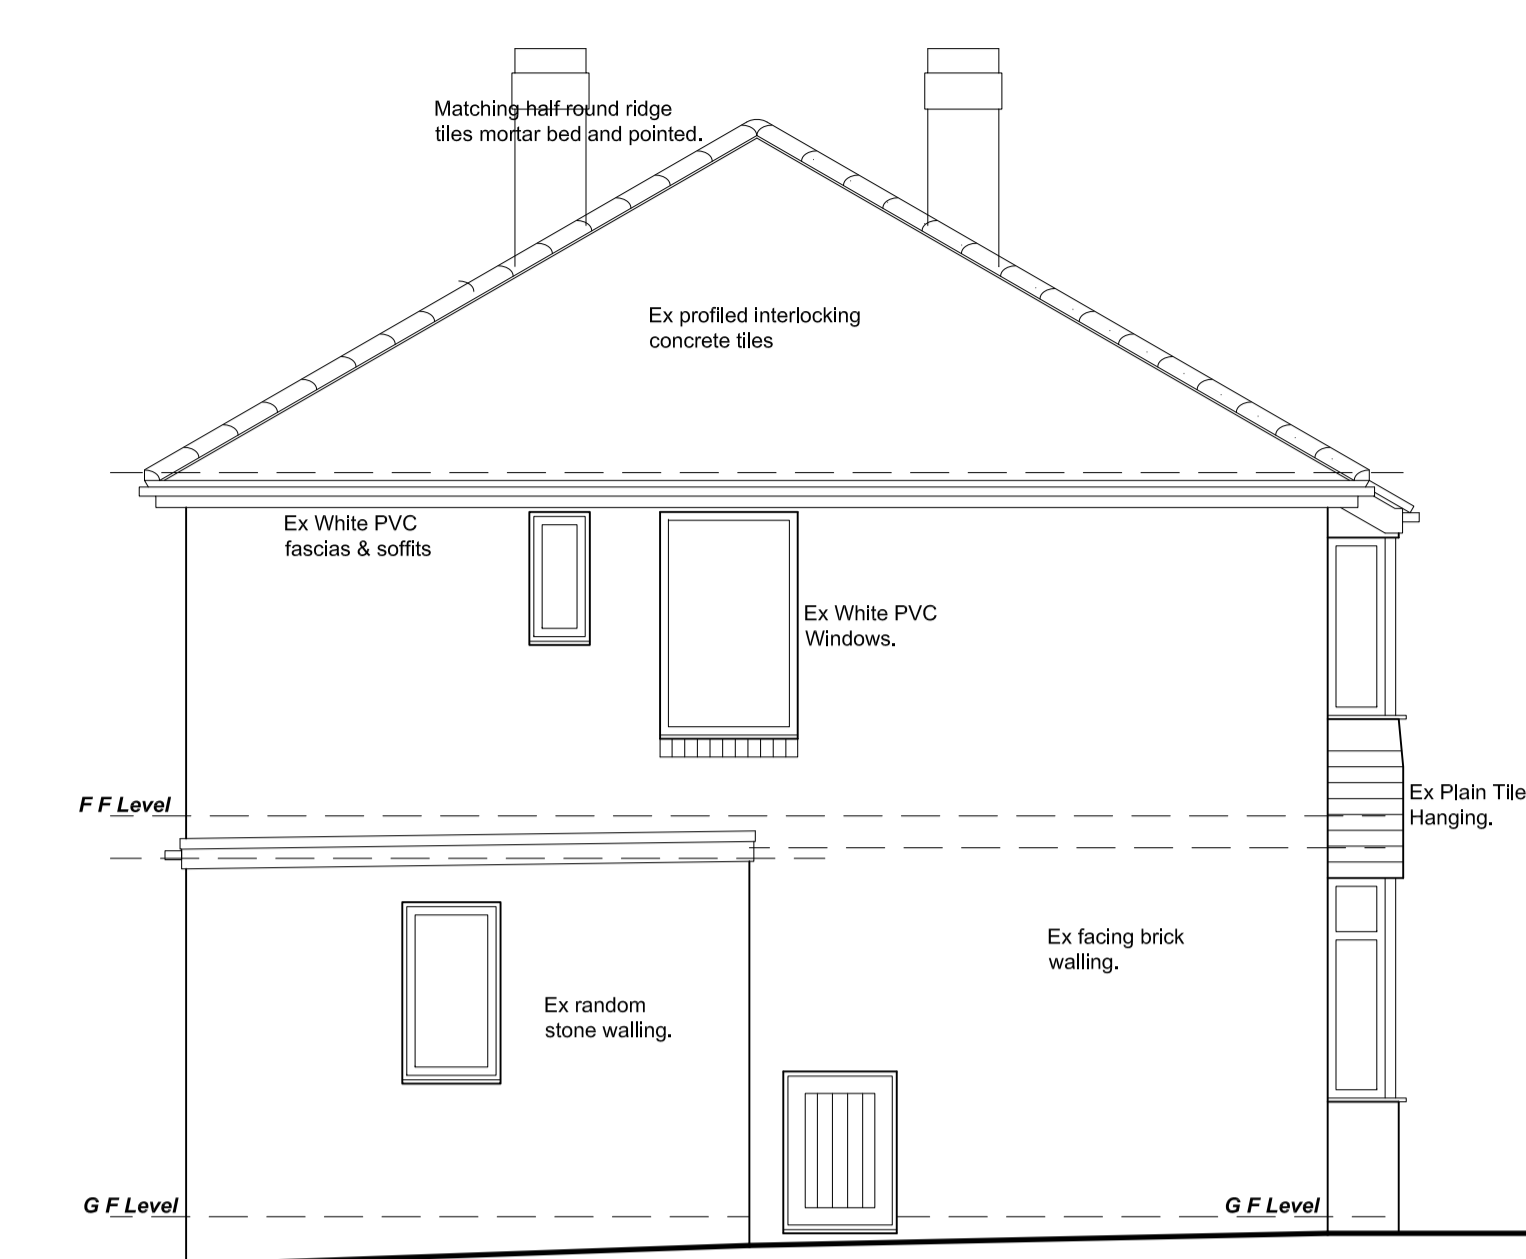 Matching half round ridge
tiles mortar bed and pointed.
Ex profiled interlocking
concrete tiles
Ex White PVC
fascias & soffits
Ex White PVC
Windows.
F F Level
Ex Plain Tile
Hanging.
Ex facing brick
walling.
Ex random
stone walling.
G F Level
G F Level